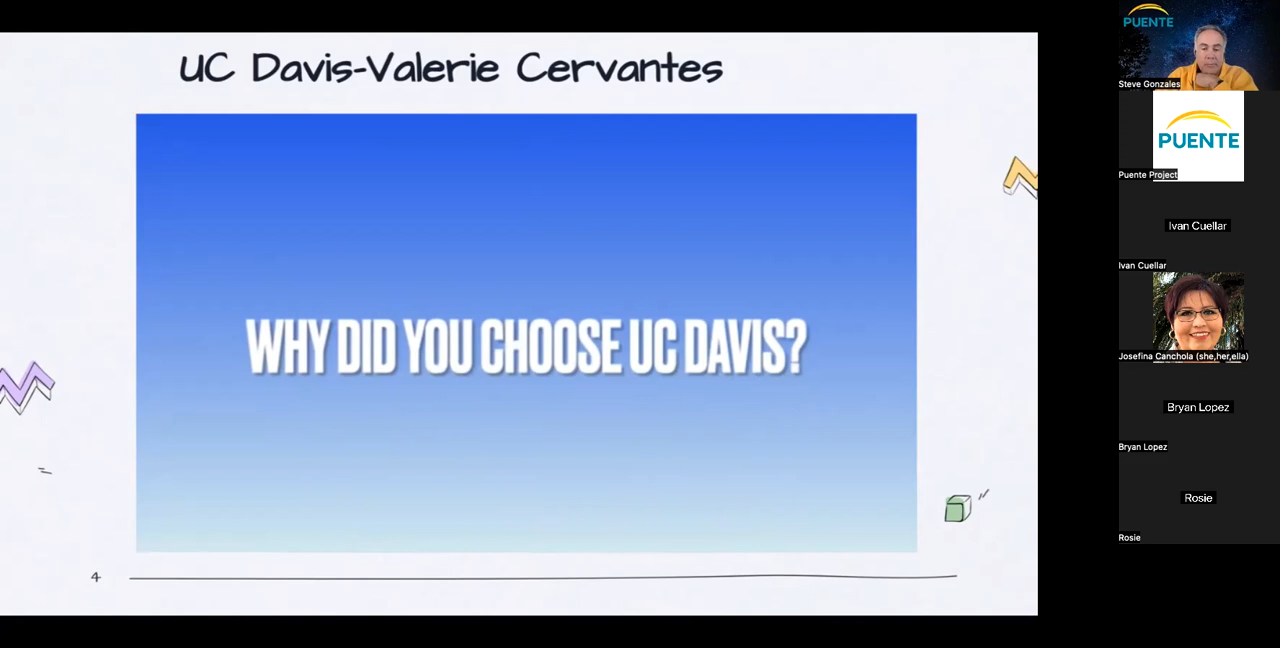 UC Davis-Valerie Cervantes
WHY DID YOU CHOOSE UC DAVIS?
4
PUENTE
Steve Gonzales
PUENTE
Puente Project
Ivan Cuellar
Ivan Cuellar
Josefina Canchola (she,her,ella)
Bryan Lopez
Bryan Lopez
Rosie
Rosie